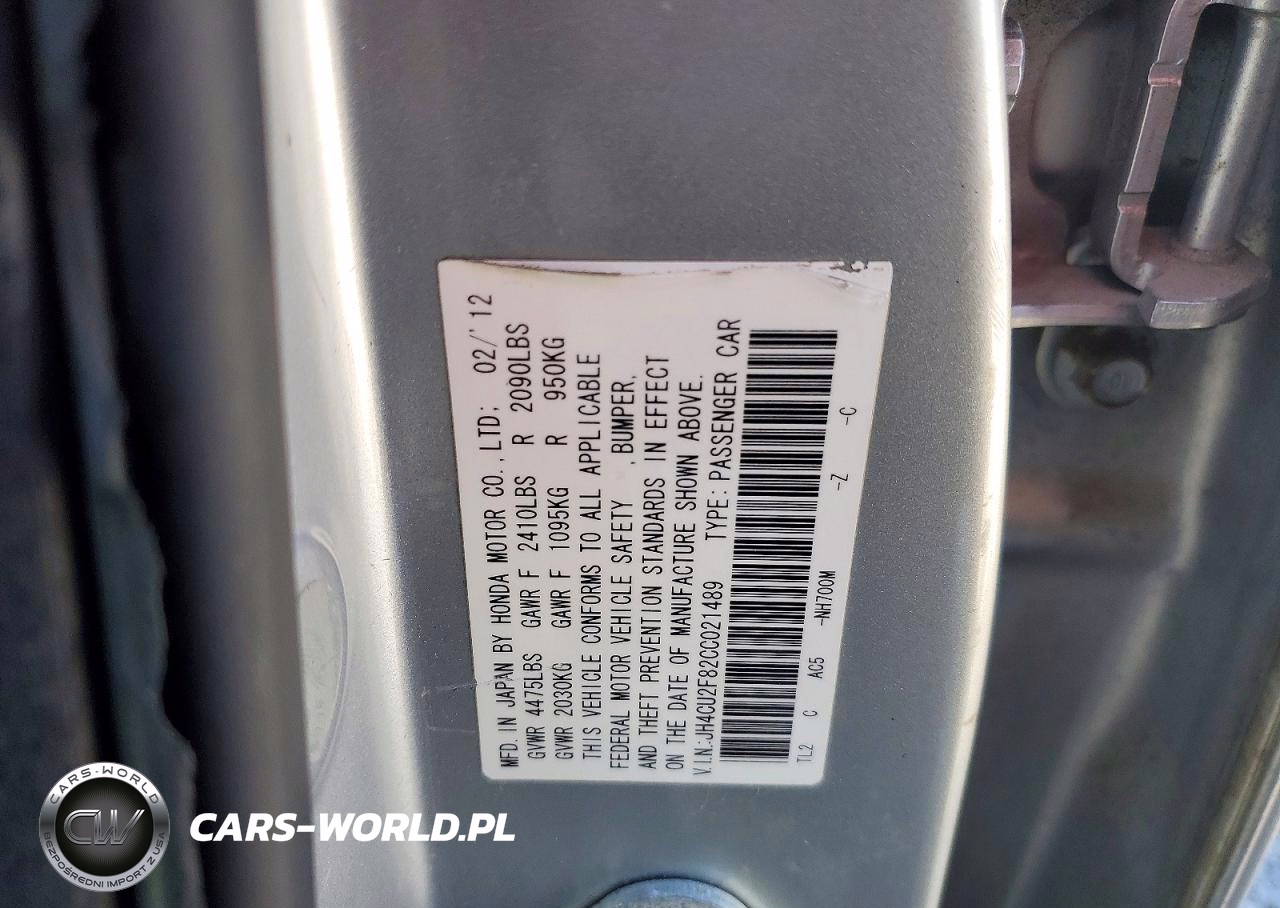 MFD. IN JAPAN BY HONDA MOTOR CO., LTD; 02/'12
GVWR 4475LBS GAWR F 2410LBS R 2090LBS
GVWR 2030KG GAWR F 1095KG R 950KG
THIS VEHICLE CONFORMS TO ALL APPLICABLE
FEDERAL MOTOR VEHICLE SAFETY , BUMPER,
AND THEFT PREVENTION STANDARDS IN EFFECT
ON THE DATE OF MANUFACTURE SHOWN ABOVE.
V.I.N.:JH4CU2F82CC021489 TYPE: PASSENGER CAR
TL2 C AC5 -NH700M -Z -C
CARS-WORLD
CW
BEZPOŚREDNI IMPORT Z USA
CARS-WORLD.PL